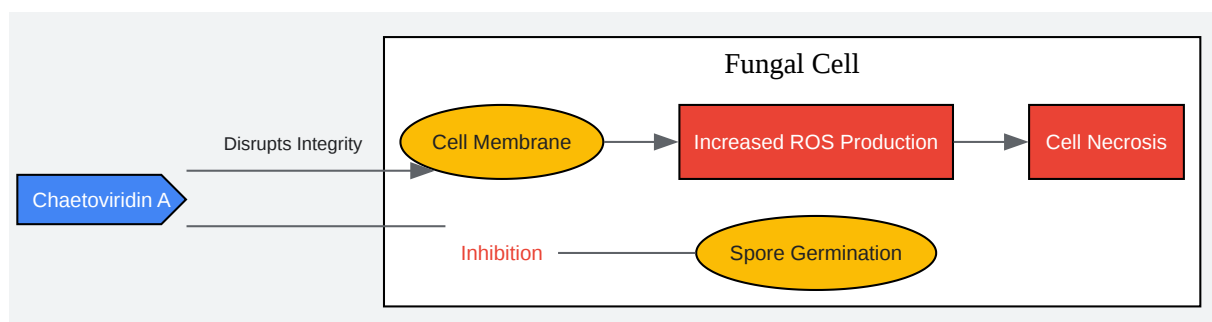 Fungal Cell
Disrupts Integrity
Cell Membrane
Increased ROS Production
Cell Necrosis
Chaetoviridin A
Inhibition
Spore Germination